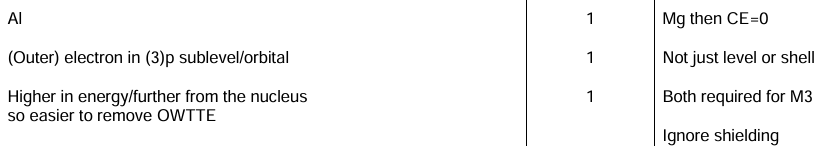 Al 1 Mg then CE=0
(Outer) electron in (3)p sublevel/orbital 1 Not just level or shell
Higher in energy/further from the nucleus 1 Both required for M3
so easier to remove OWTTE
Ignore shielding